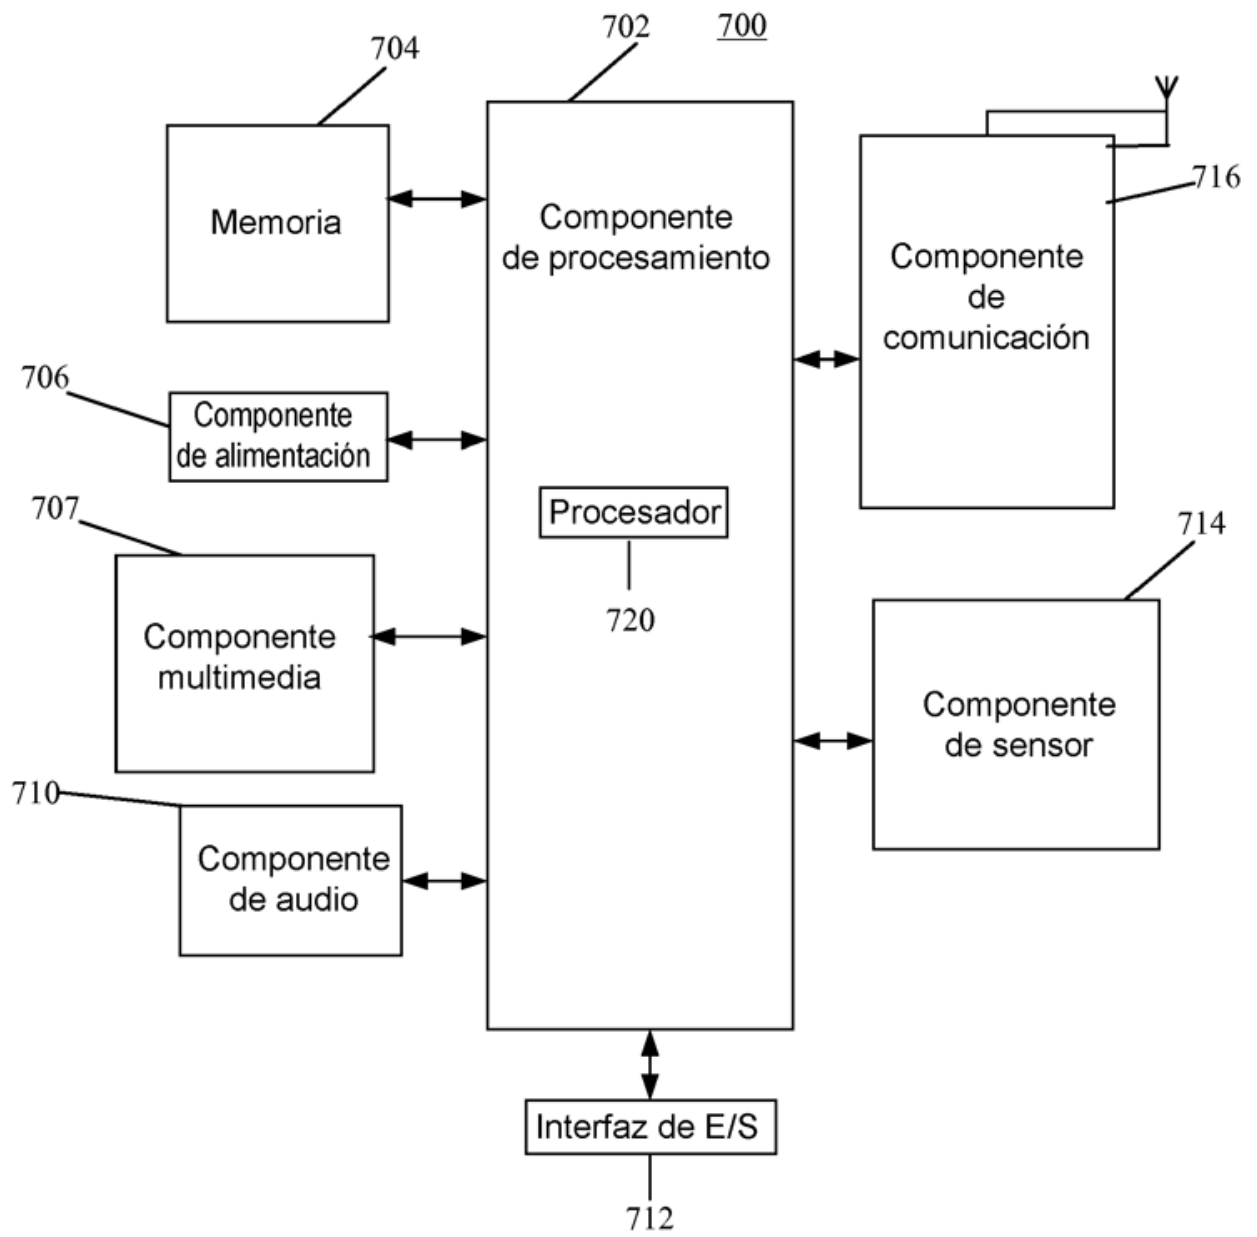 702
700
704
716
Memoria
Componente
de procesamiento
Componente
de
comunicación
706
Componente
de alimentación
707
Procesador
714
720
Componente
multimedia
Componente
de sensor
710
Componente
de audio
Interfaz de E/S
712